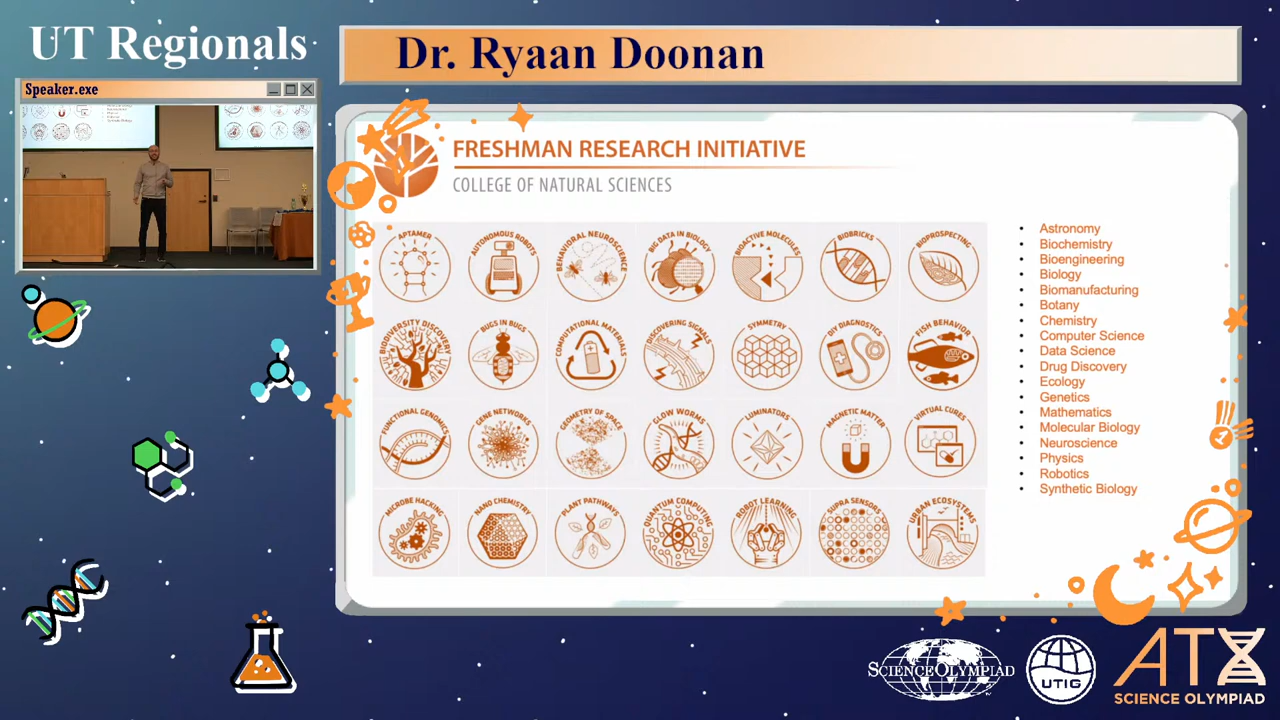 UT Regionals
Dr. Ryaan Doonan
Speaker.exe
FRESHMAN RESEARCH INITIATIVE
COLLEGE OF NATURAL SCIENCES
APTAMER
AUTONOMOUS ROBOTS
BEHAVIORAL NEUROSCIENCE
BIG DATA IN BIOLOGY
BIOACTIVE MOLECULES
BIOBRICKS
BIOPROSPECTING
BIODIVERSITY DISCOVERY
BUGS IN BUGS
COMPUTATIONAL MATERIALS
DISCOVERING SIGNALS
SYMMETRY
DIY DIAGNOSTICS
FISH BEHAVIOR
FUNCTIONAL GENOMICS
GENE NETWORKS
GEOMETRY OF SPACE
GLOW WORMS
LUMINATORS
MAGNETIC MATTER
VIRTUAL CURES
MICROBE HACKING
NANO CHEMISTRY
PLANT PATHWAYS
QUANTUM COMPUTING
ROBOT LEARNING
SUPRA SENSORS
URBAN ECOSYSTEMS
• Astronomy
• Biochemistry
• Bioengineering
• Biology
• Biomanufacturing
• Botany
• Chemistry
• Computer Science
• Data Science
• Drug Discovery
• Ecology
• Genetics
• Mathematics
• Molecular Biology
• Neuroscience
• Physics
• Robotics
• Synthetic Biology
1
SCIENCE OLYMPIAD
UTIG
ATX
SCIENCE OLYMPIAD